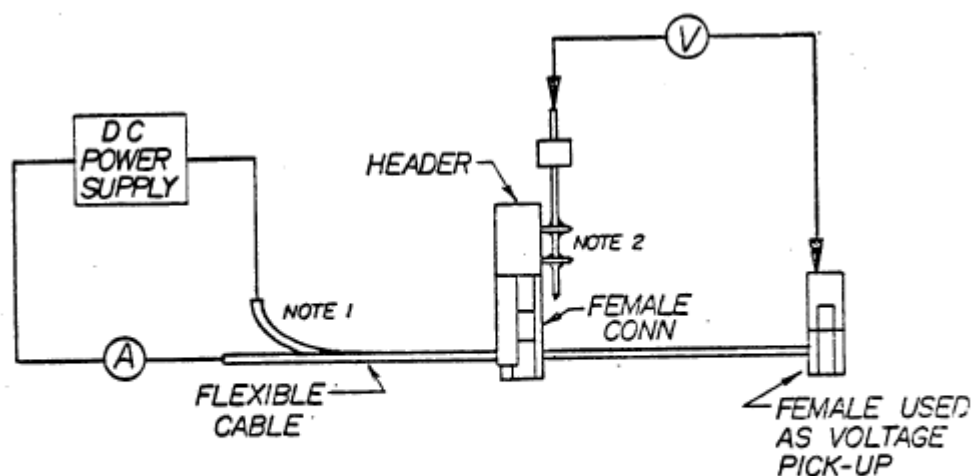 V
DC
POWER
SUPPLY
HEADER
NOTE 2
NOTE 1
FEMALE
CONN
A
FLEXIBLE
CABLE
FEMALE USED
AS VOLTAGE
PICK-UP